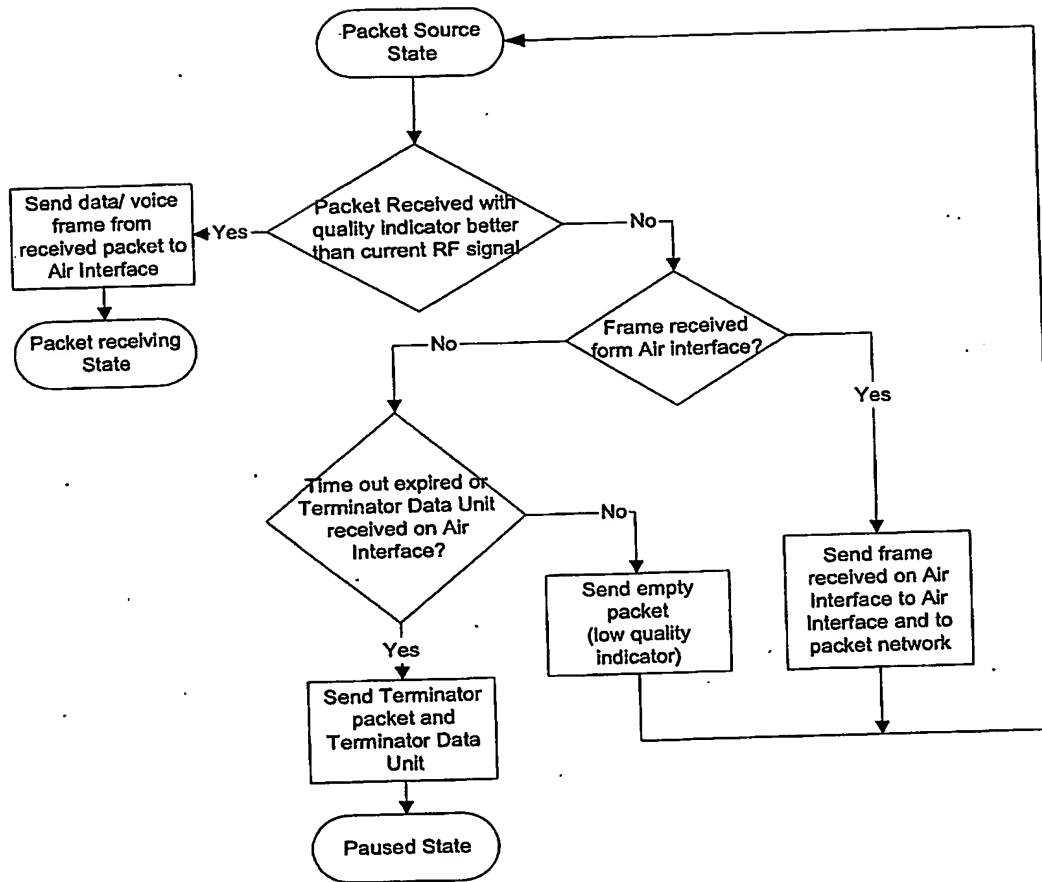 Packet Source
State
Packet Received with
quality indicator better
than current RF signal
Yes
No
Send data/ voice
frame from
received packet to
Air Interface
Packet receiving
State
Frame received
form Air interface?
No
Yes
Time out expired or
Terminator Data Unit
received on Air
Interface?
No
Yes
Send empty
packet
(low quality
indicator)
Send frame
received on Air
Interface to Air
Interface and to
packet network
Send Terminator
packet and
Terminator Data
Unit
Paused State